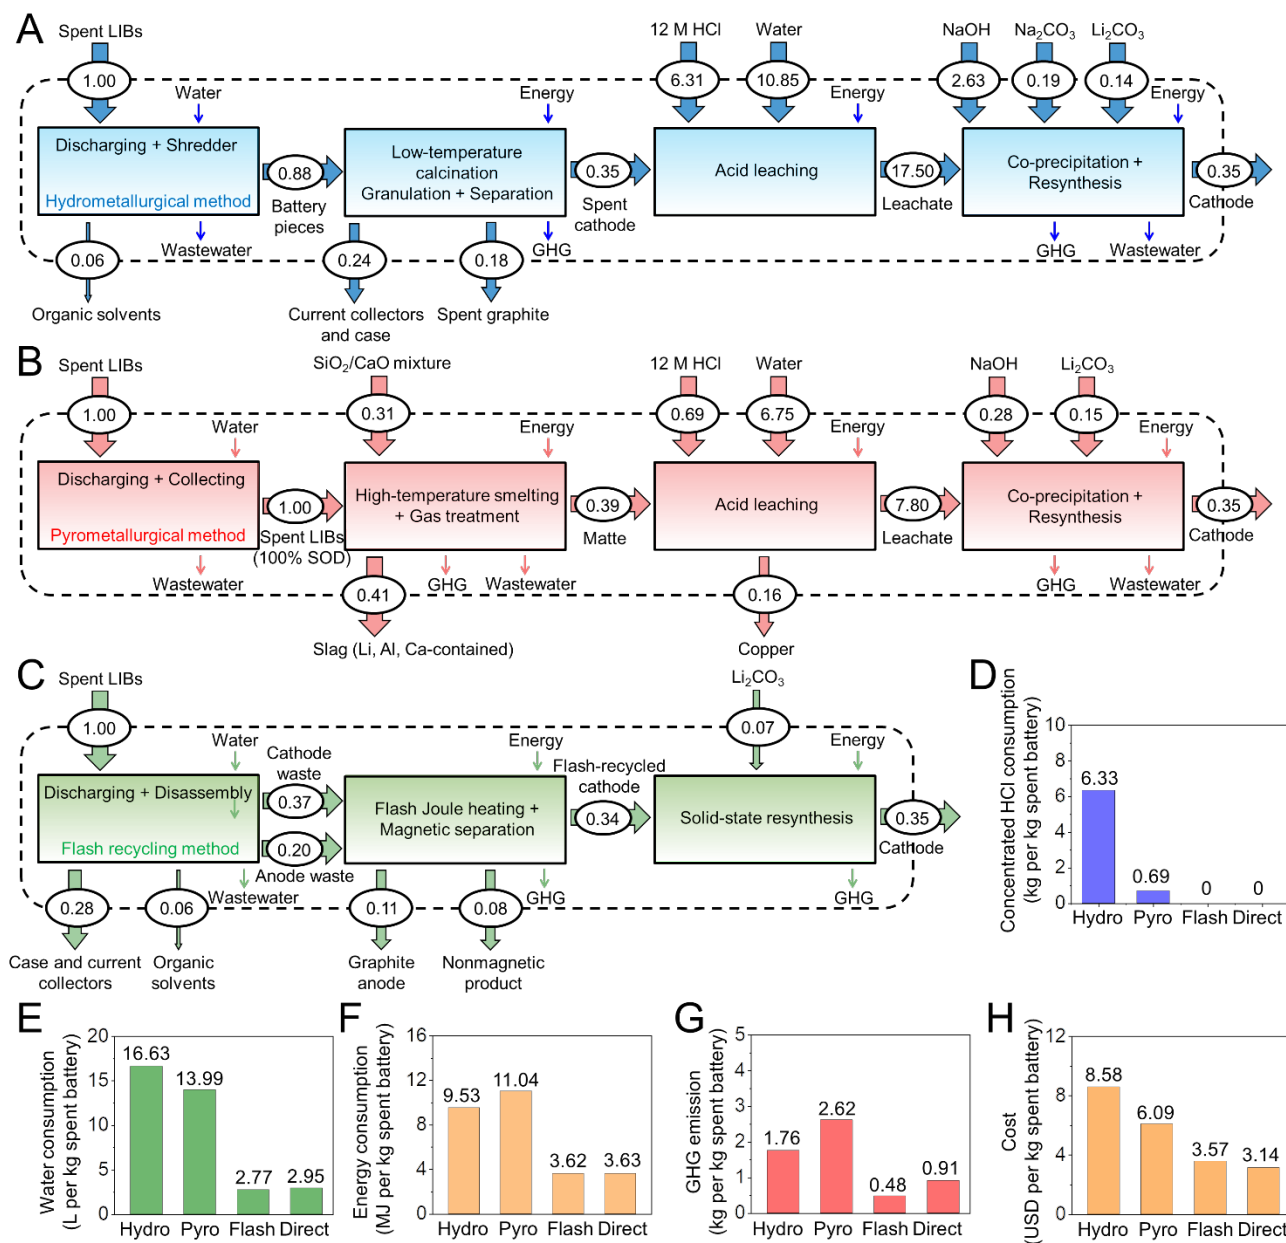 A
Spent LIBs
12 M HCl
Water
NaOH
Na₂CO₃
Li₂CO₃
1.00
6.31
10.85
2.63
0.19
0.14
Water
Energy
Energy
Energy
Discharging + Shredder
Hydrometallurgical method
0.88
Battery
pieces
Low-temperature
calcination
Granulation + Separation
0.35
Spent
cathode
Acid leaching
17.50
Leachate
Co-precipitation +
Resynthesis
0.35
Cathode
Wastewater
GHG
GHG
Wastewater
0.06
0.24
0.18
Organic solvents
Current collectors
and case
Spent graphite
B
Spent LIBs
SiO₂/CaO mixture
12 M HCl
Water
NaOH
Li₂CO₃
1.00
0.31
0.69
6.75
0.28
0.15
Water
Energy
Energy
Energy
Discharging + Collecting
Pyrometallurgical method
1.00
Spent LIBs
(100% SOD)
High-temperature smelting
+ Gas treatment
0.39
Matte
Acid leaching
7.80
Leachate
Co-precipitation +
Resynthesis
0.35
Cathode
Wastewater
GHG
Wastewater
GHG
Wastewater
0.41
0.16
Slag (Li, Al, Ca-contained)
Copper
C
Spent LIBs
Li₂CO₃
1.00
0.07
Water
Energy
Energy
Discharging + Disassembly
Flash recycling method
Cathode
waste
0.37
0.20
Anode waste
Flash Joule heating +
Magnetic separation
Flash-recycled
cathode
0.34
Solid-state resynthesis
0.35
Cathode
Wastewater
GHG
GHG
0.28
0.06
0.11
0.08
Case and current
collectors
Organic
solvents
Graphite
anode
Nonmagnetic
product
D
Concentrated HCl consumption
(kg per kg spent battery)
10
8
6
4
2
0
6.33
0.69
0
0
Hydro Pyro Flash Direct
E
Water consumption
(L per kg spent battery)
20
15
10
5
0
16.63
13.99
2.77
2.95
Hydro Pyro Flash Direct
F
Energy consumption
(MJ per kg spent battery)
16
12
8
4
0
9.53
11.04
3.62
3.63
Hydro Pyro Flash Direct
G
GHG emission
(kg per kg spent battery)
5
4
3
2
1
0
1.76
2.62
0.48
0.91
Hydro Pyro Flash Direct
H
Cost
(USD per kg spent battery)
12
8
4
0
8.58
6.09
3.57
3.14
Hydro Pyro Flash Direct